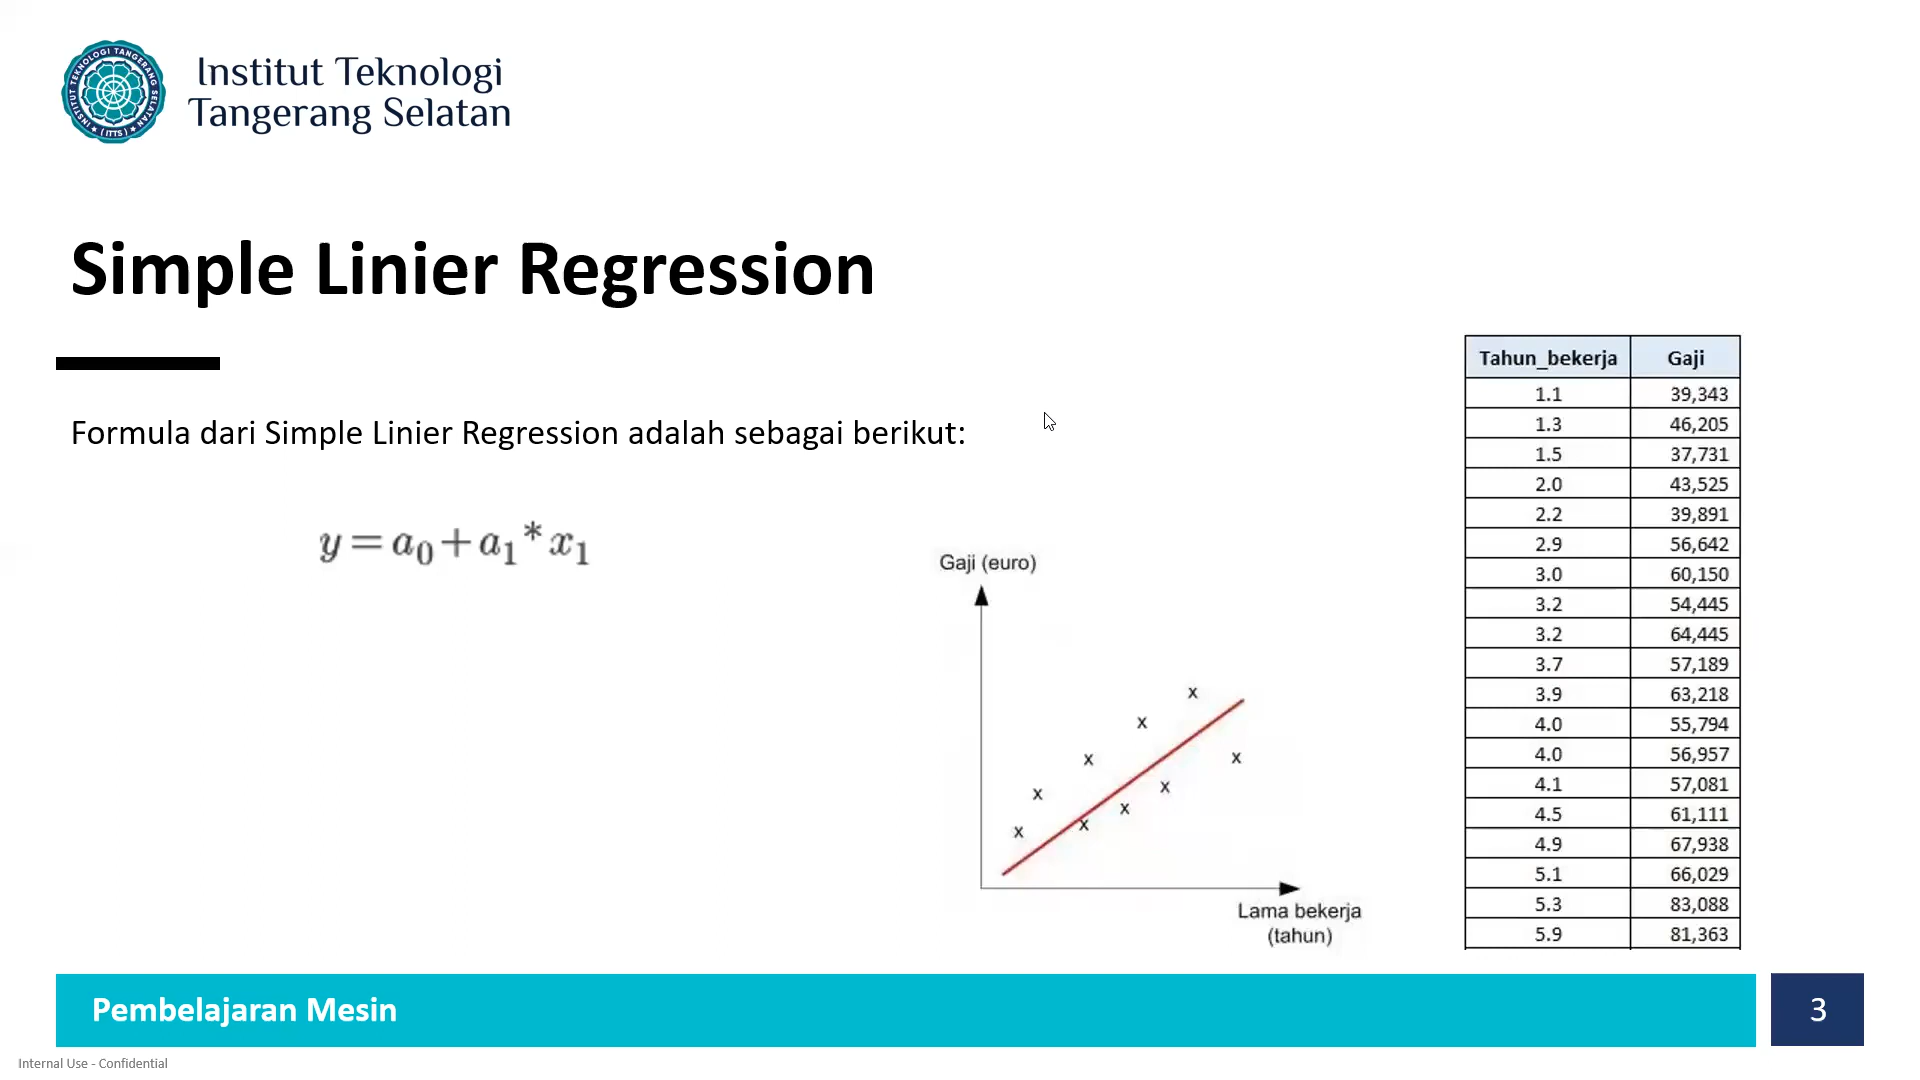 INSTITUT TEKNOLOGI TANGERANG SELATAN
(ITTS)
Institut Teknologi
Tangerang Selatan
Simple Linier Regression
Formula dari Simple Linier Regression adalah sebagai berikut:
y = a0 + a1 * x1
Gaji (euro)
x
x
x
x
x
x
x
x
x
Lama bekerja
(tahun)
Tahun_bekerja Gaji
1.1 39,343
1.3 46,205
1.5 37,731
2.0 43,525
2.2 39,891
2.9 56,642
3.0 60,150
3.2 54,445
3.2 64,445
3.7 57,189
3.9 63,218
4.0 55,794
4.0 56,957
4.1 57,081
4.5 61,111
4.9 67,938
5.1 66,029
5.3 83,088
5.9 81,363
Pembelajaran Mesin
3
Internal Use - Confidential